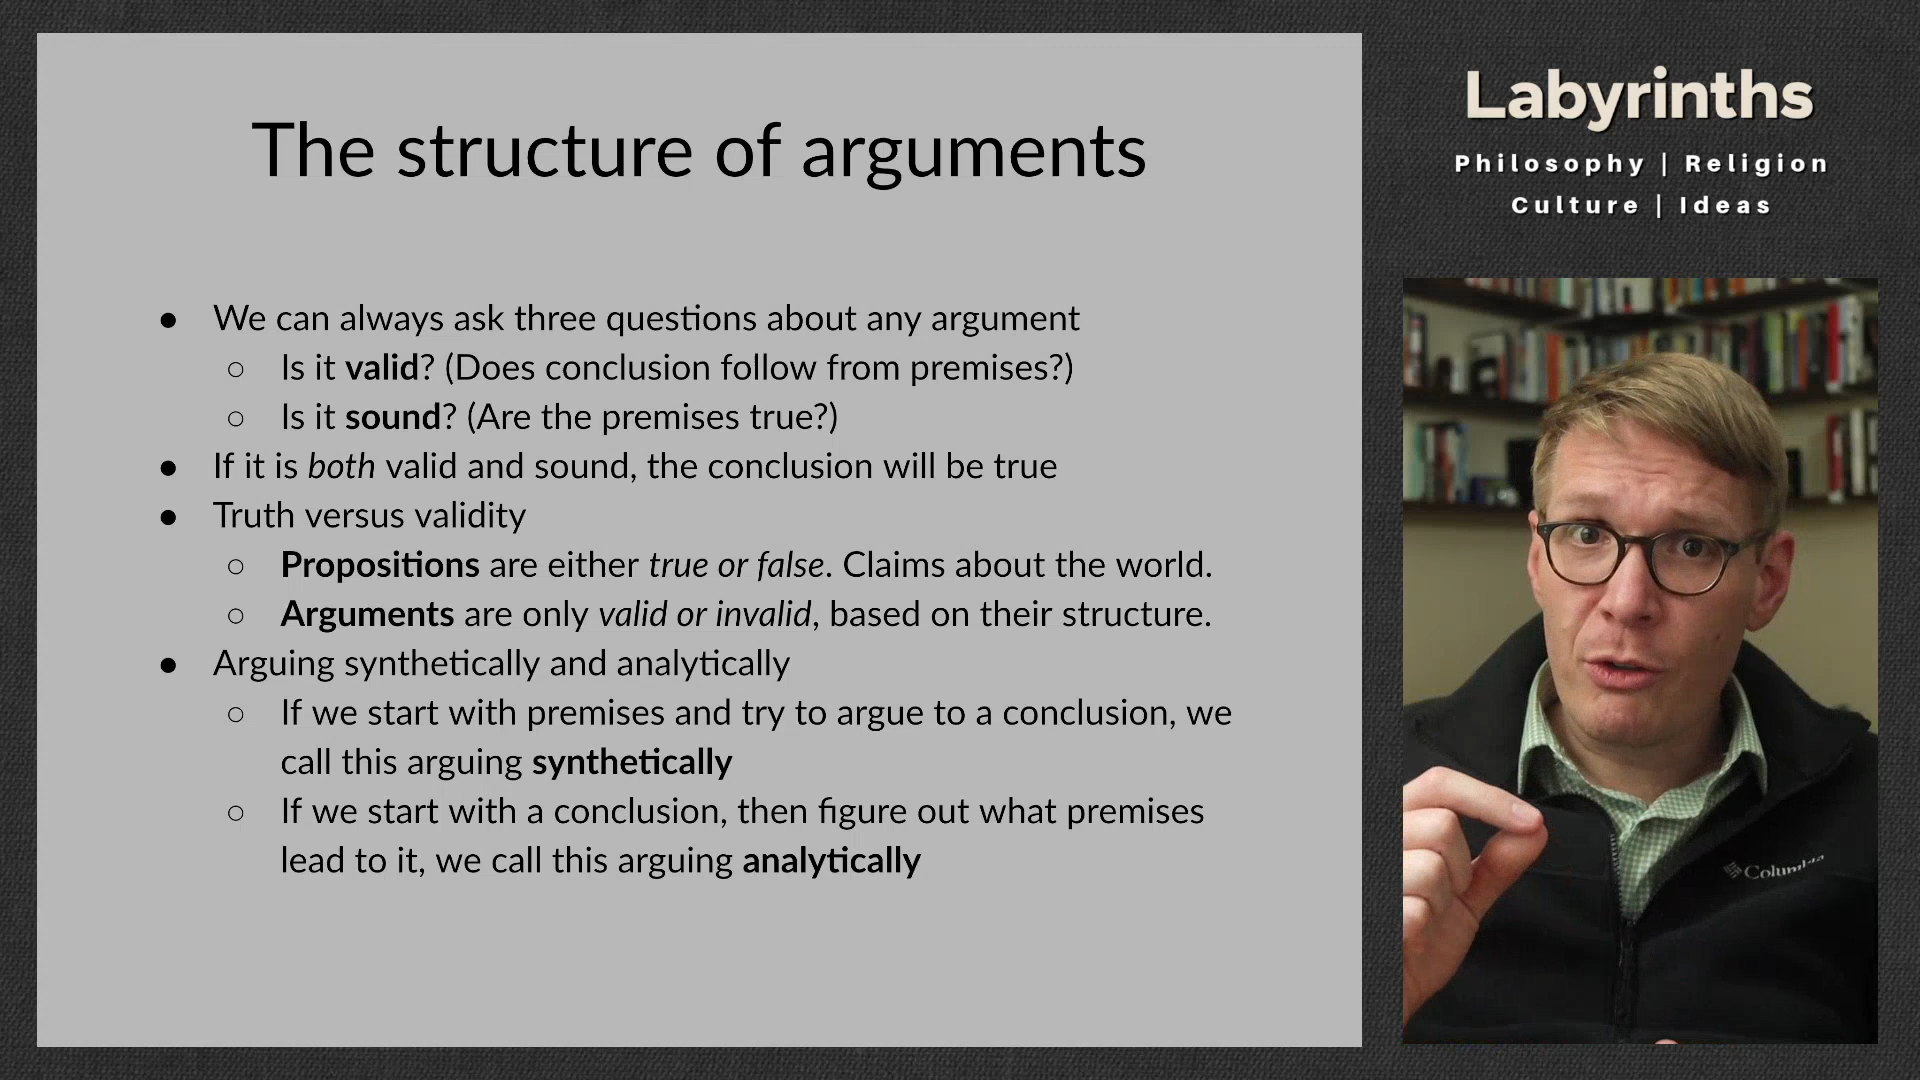 The structure of arguments
● We can always ask three questions about any argument
○ Is it valid? (Does conclusion follow from premises?)
○ Is it sound? (Are the premises true?)
● If it is both valid and sound, the conclusion will be true
● Truth versus validity
○ Propositions are either true or false. Claims about the world.
○ Arguments are only valid or invalid, based on their structure.
● Arguing synthetically and analytically
○ If we start with premises and try to argue to a conclusion, we
call this arguing synthetically
○ If we start with a conclusion, then figure out what premises
lead to it, we call this arguing analytically
Labyrinths
Philosophy | Religion
Culture | Ideas
Columbia